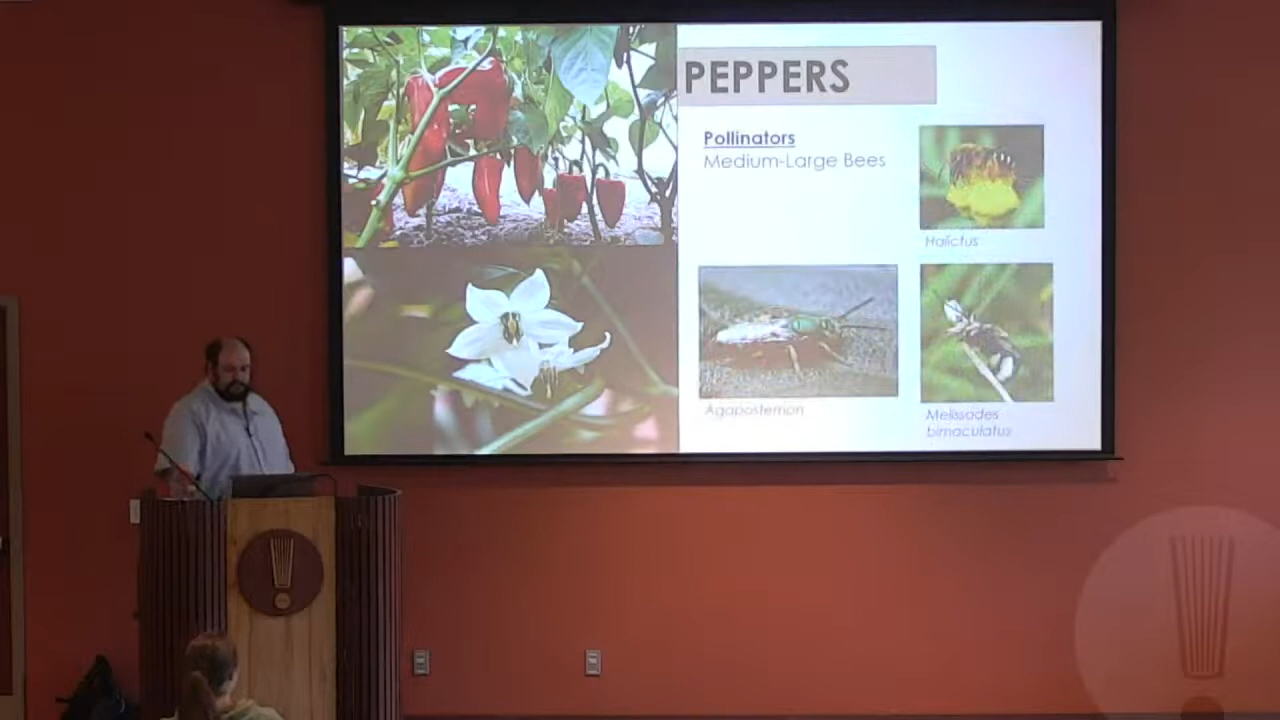 PEPPERS
Pollinators
Medium-Large Bees
Halictus
Agapostemon
Melissodes
bimaculatus